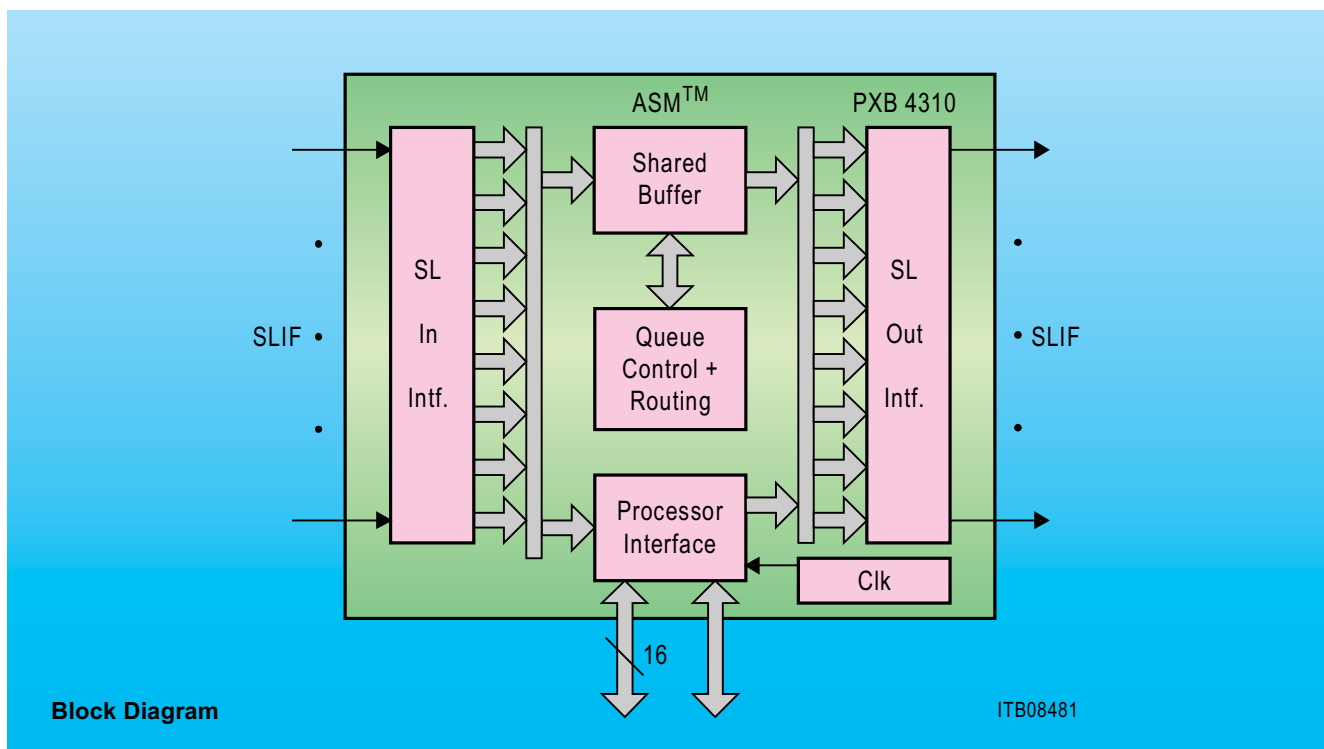 ASM™ PXB 4310
Shared
Buffer
SL
In
Intf.
SL
Out
Intf.
SLIF
SLIF
Queue
Control +
Routing
Processor
Interface
Clk
16
Block Diagram
ITB08481